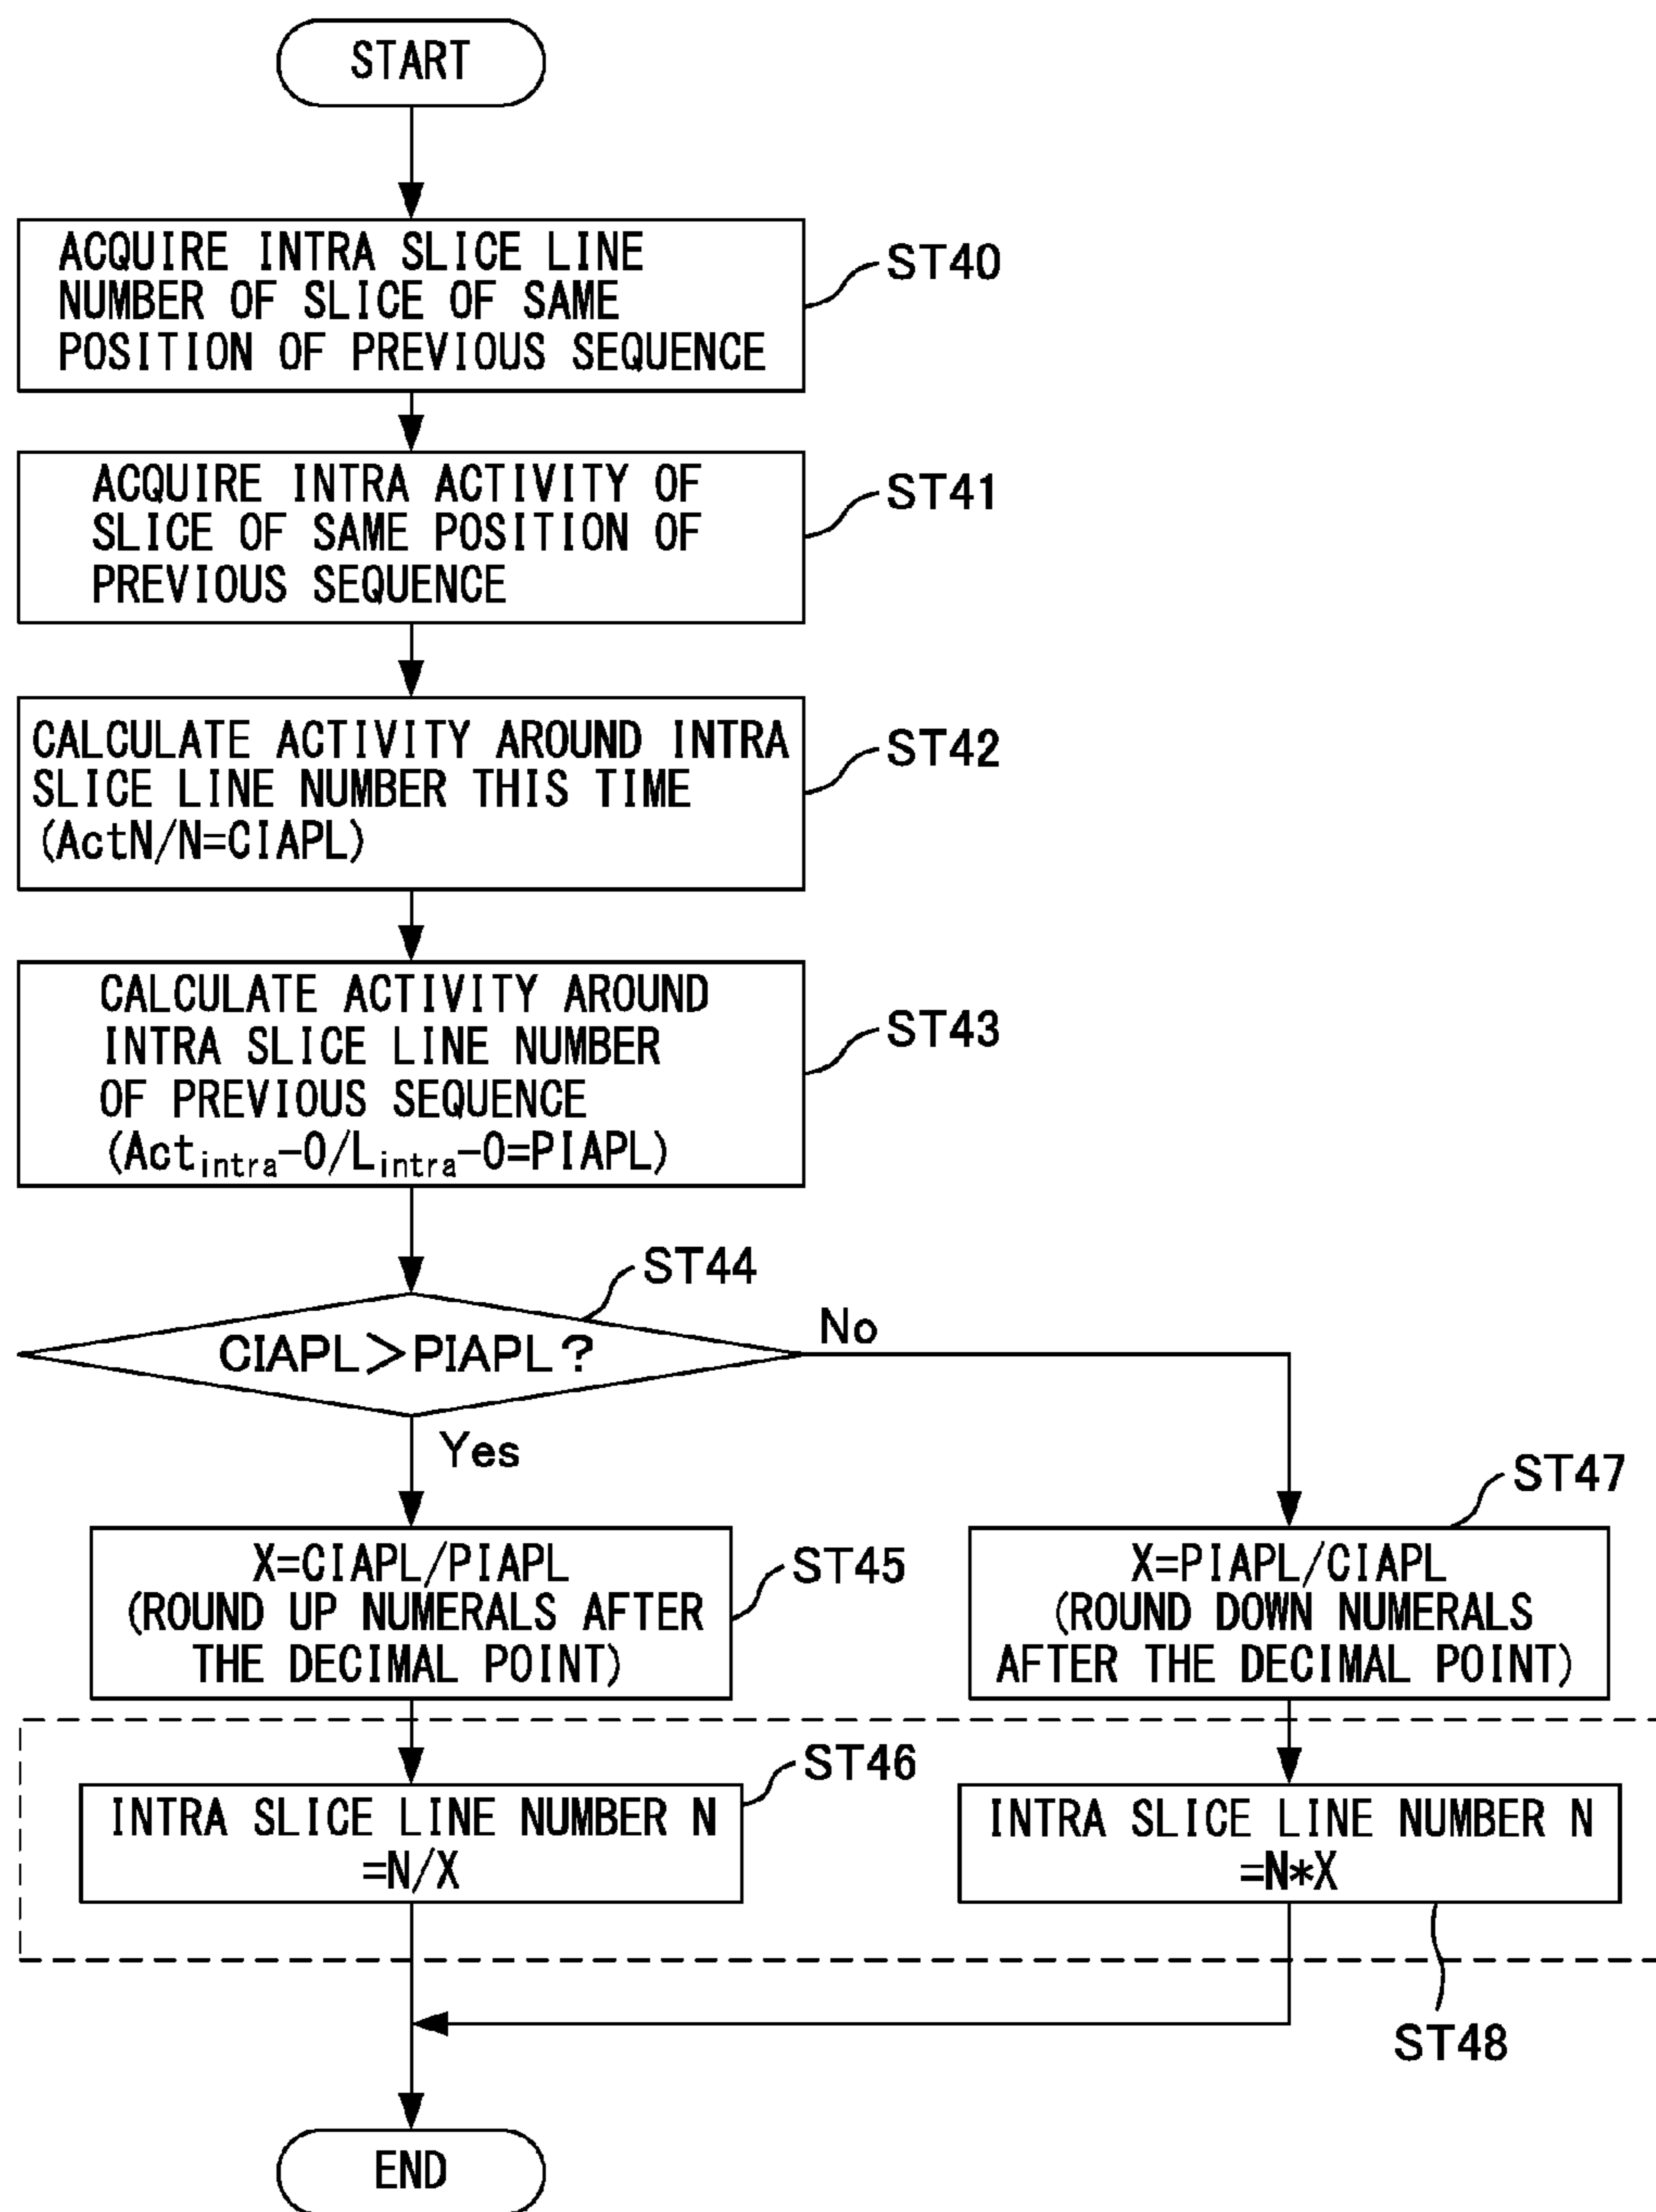 START
ACQUIRE INTRA SLICE LINE
NUMBER OF SLICE OF SAME
POSITION OF PREVIOUS SEQUENCE
ST40
ACQUIRE INTRA ACTIVITY OF
SLICE OF SAME POSITION OF
PREVIOUS SEQUENCE
ST41
CALCULATE ACTIVITY AROUND INTRA
SLICE LINE NUMBER THIS TIME
(ActN/N=CIAPL)
ST42
CALCULATE ACTIVITY AROUND
INTRA SLICE LINE NUMBER
OF PREVIOUS SEQUENCE
(Actintra-0/Lintra-0=PIAPL)
ST43
ST44
CIAPL>PIAPL?
No
Yes
X=CIAPL/PIAPL
(ROUND UP NUMERALS AFTER
THE DECIMAL POINT)
ST45
ST47
X=PIAPL/CIAPL
(ROUND DOWN NUMERALS
AFTER THE DECIMAL POINT)
INTRA SLICE LINE NUMBER N
=N/X
ST46
INTRA SLICE LINE NUMBER N
=N*X
ST48
END